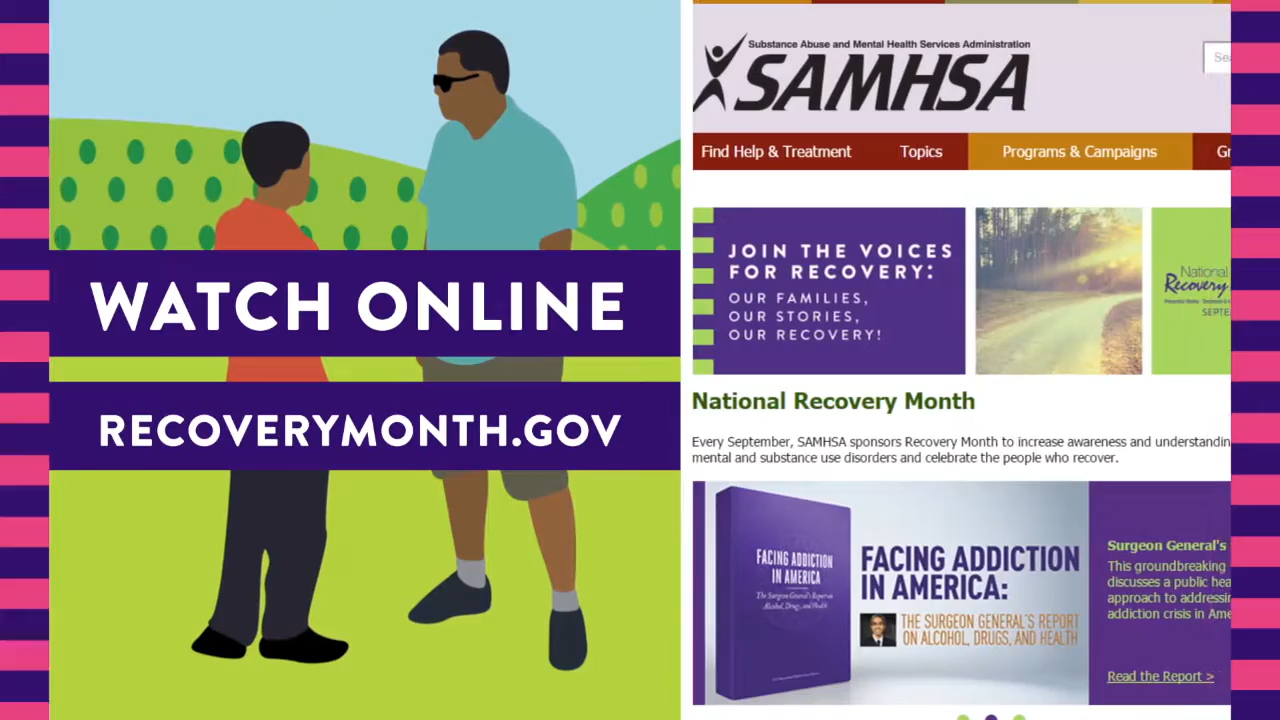 WATCH ONLINE
RECOVERYMONTH.GOV
Substance Abuse and Mental Health Services Administration
SAMHSA
Find Help & Treatment
Topics
Programs & Campaigns
JOIN THE VOICES
FOR RECOVERY:
OUR FAMILIES,
OUR STORIES,
OUR RECOVERY!
National
Recovery
National Recovery Month
Every September, SAMHSA sponsors Recovery Month to increase awareness and understandin
mental and substance use disorders and celebrate the people who recover.
FACING ADDICTION
IN AMERICA
The Surgeon General's Report on
Alcohol, Drugs, and Health
FACING ADDICTION
IN AMERICA:
THE SURGEON GENERAL'S REPORT
ON ALCOHOL, DRUGS, AND HEALTH
Surgeon General's
This groundbreaking
discusses a public hea
approach to addressin
addiction crisis in Ame
Read the Report >